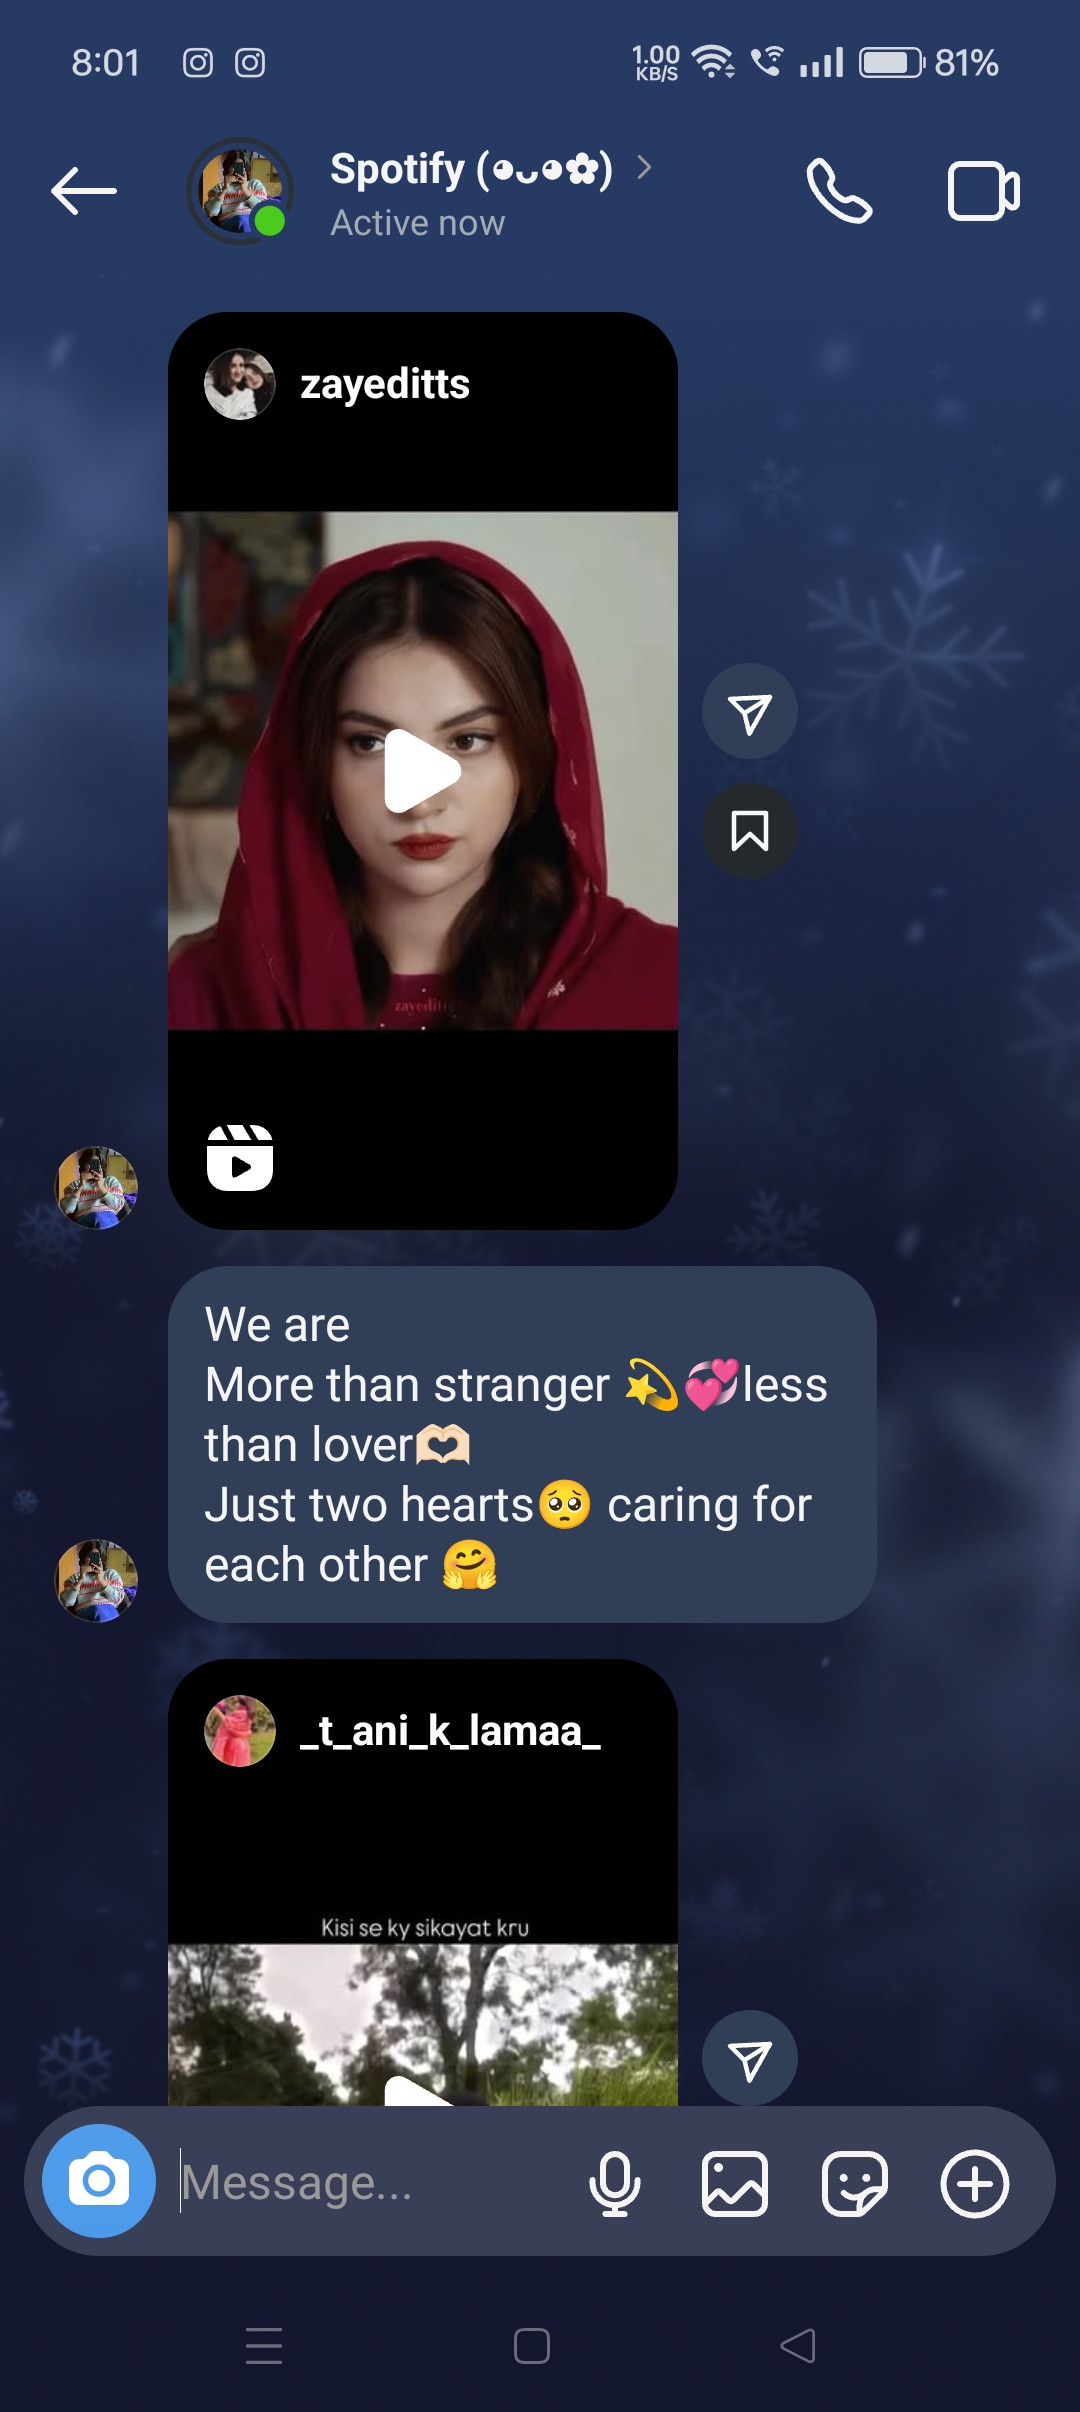 8:01
1.00
KB/S
81%
Spotify (◕ᴗ◕✿)
Active now
zayeditts
zayeditt
We are
More than stranger 💫💞less
than lover🫶🏻
Just two hearts🥺 caring for
each other 🤗
_t_ani_k_lamaa_
Kisi se ky sikayat kru
Message...